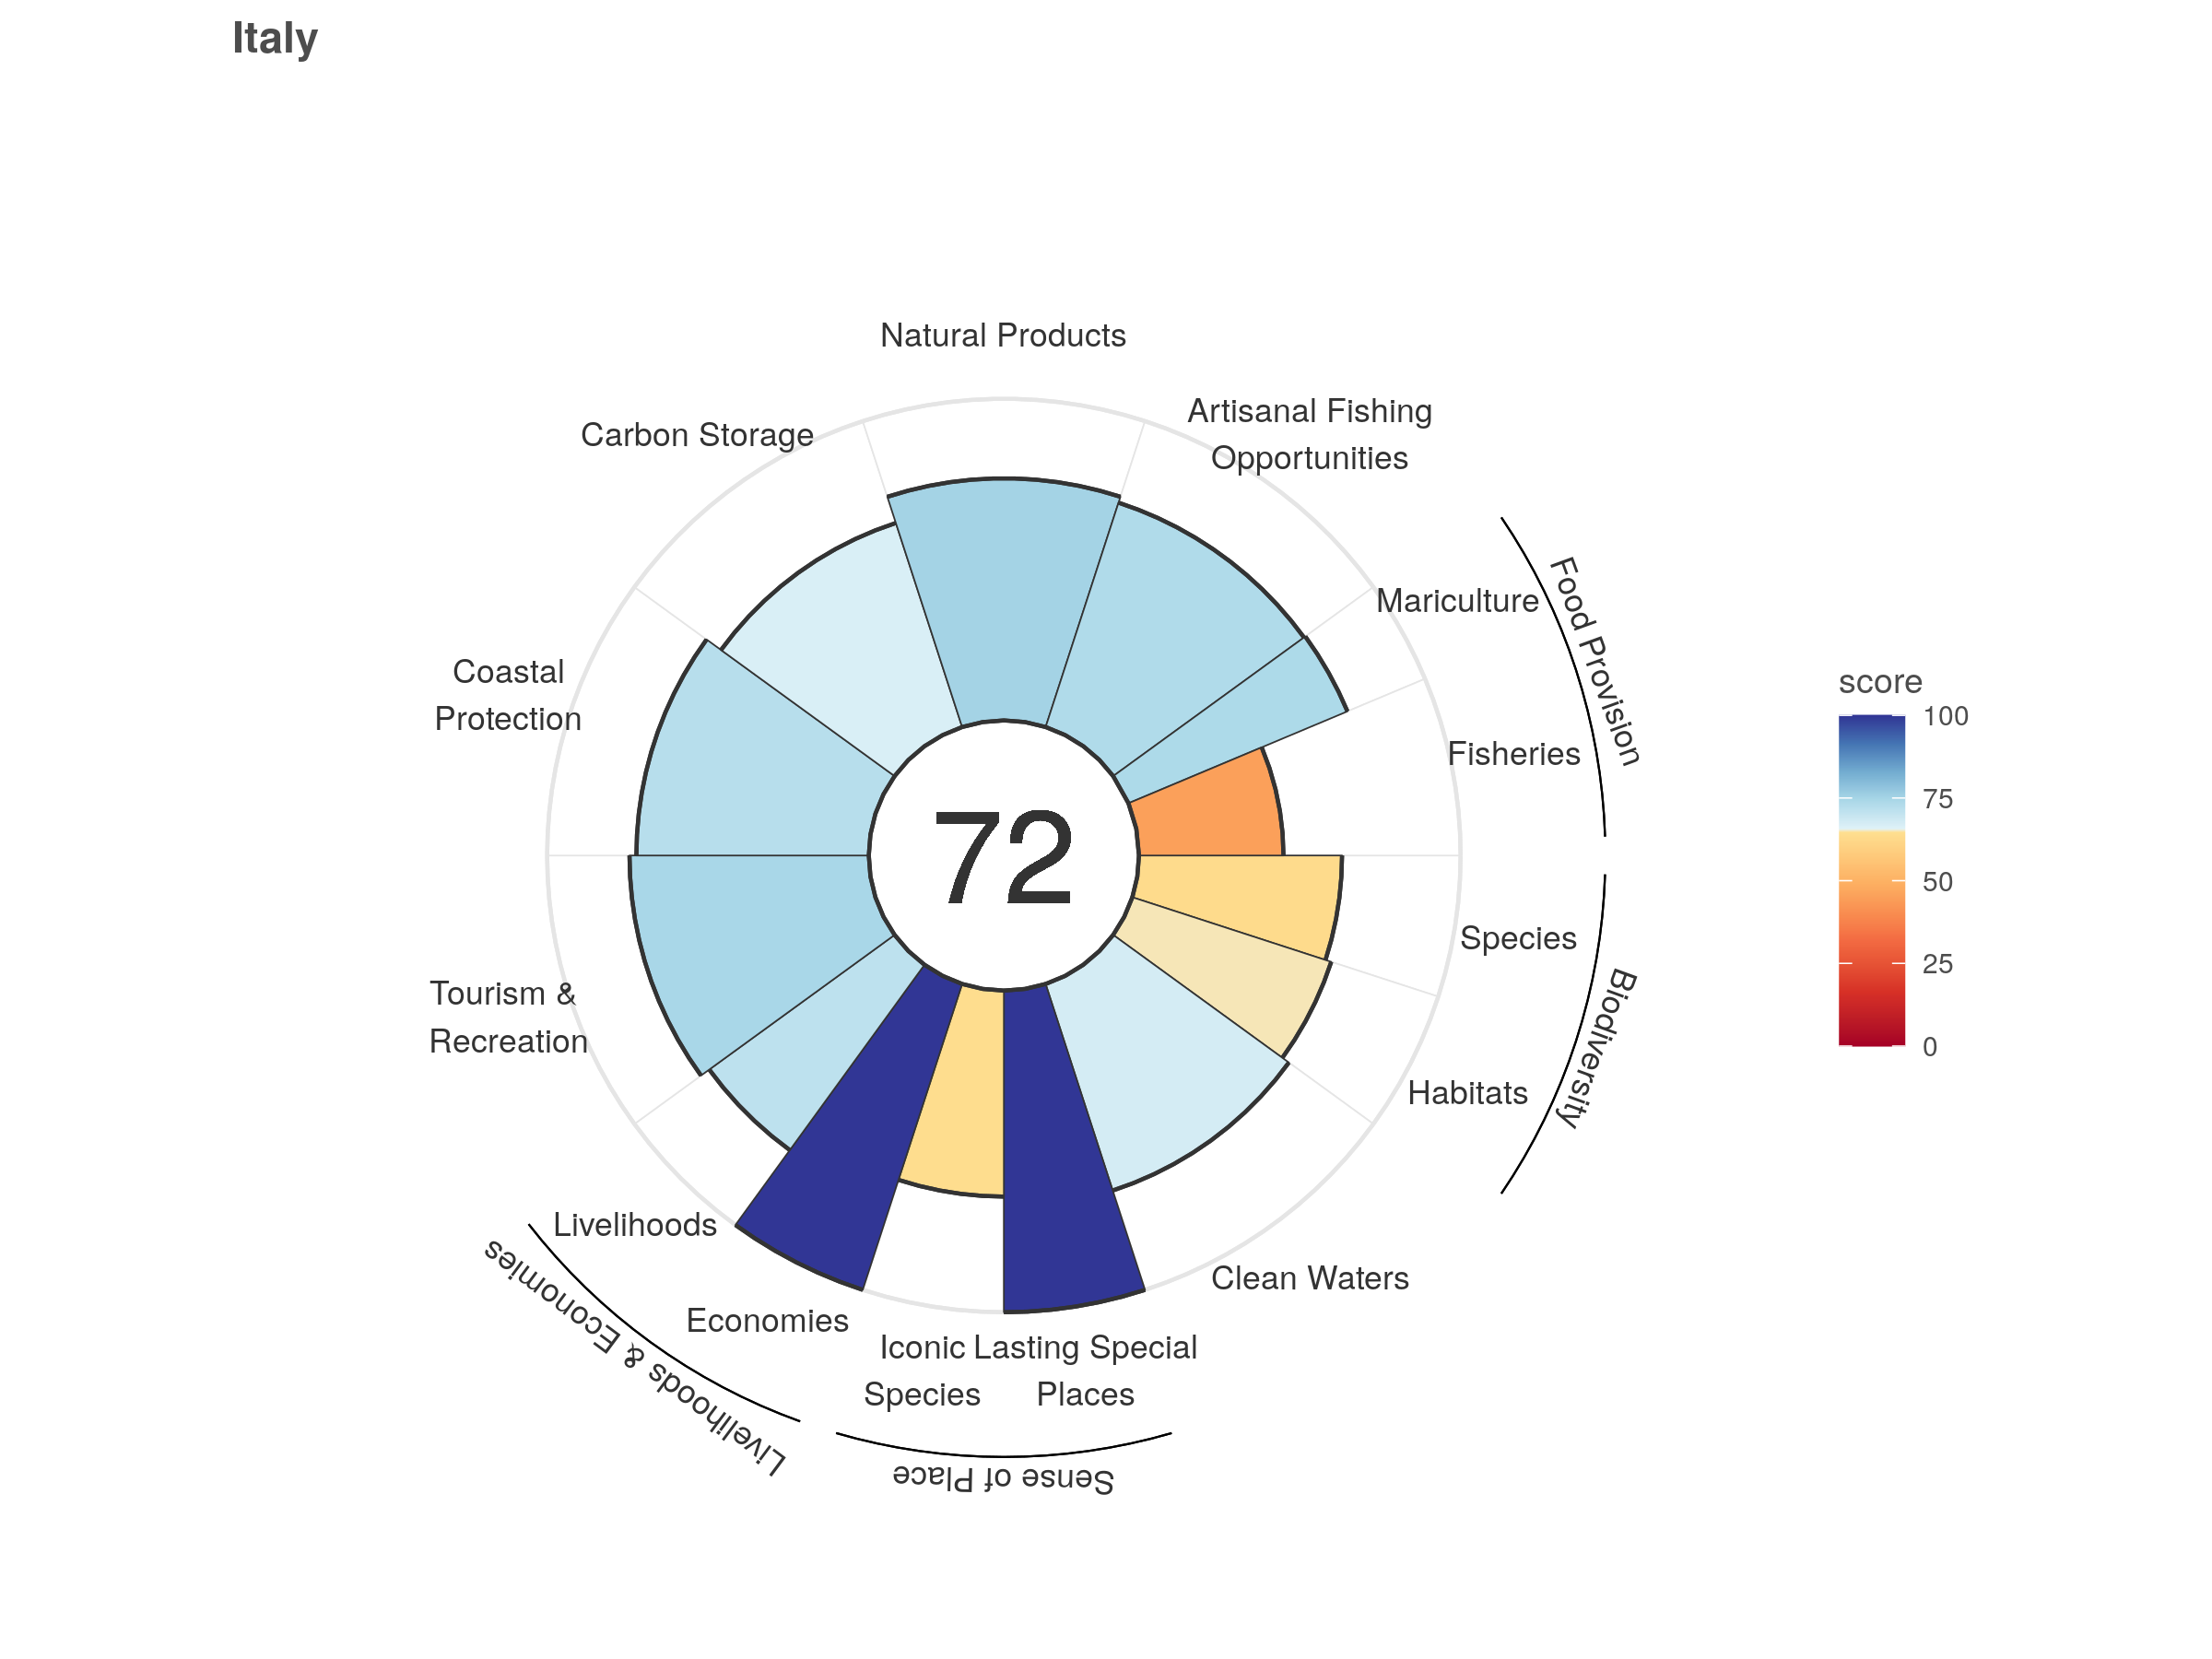 Italy
Natural Products
Artisanal Fishing
Opportunities
Carbon Storage
Mariculture
Food Provision
Coastal
Protection
Fisheries
score
100
75
50
25
0
72
Species
Biodiversity
Tourism &
Recreation
Habitats
Livelihoods
Clean Waters
Economies
Livelihoods & Economies
Iconic
Species
Lasting Special
Places
Sense of Place